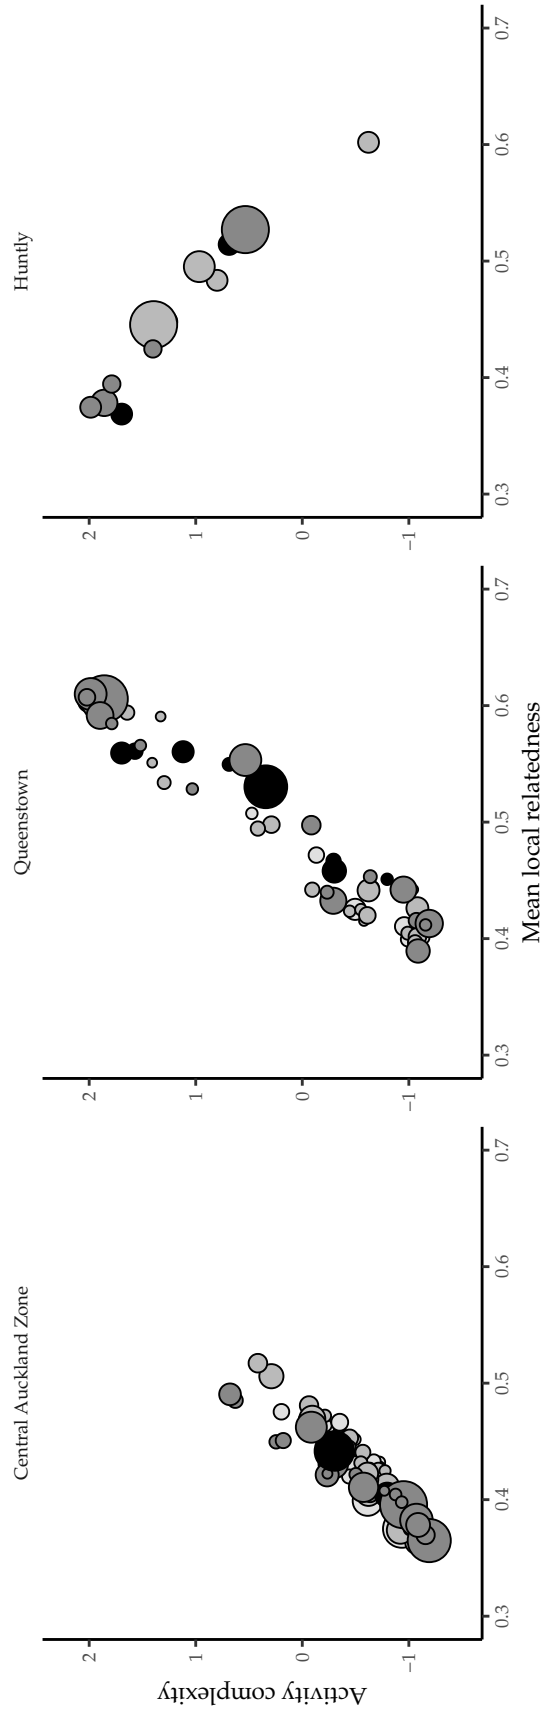 Central Auckland Zone
Queenstown
Huntly
Activity complexity
2
1
0
−1
2
1
0
−1
2
1
0
−1
0.3 0.4 0.5 0.6 0.7
0.3 0.4 0.5 0.6 0.7
0.3 0.4 0.5 0.6 0.7
Mean local relatedness